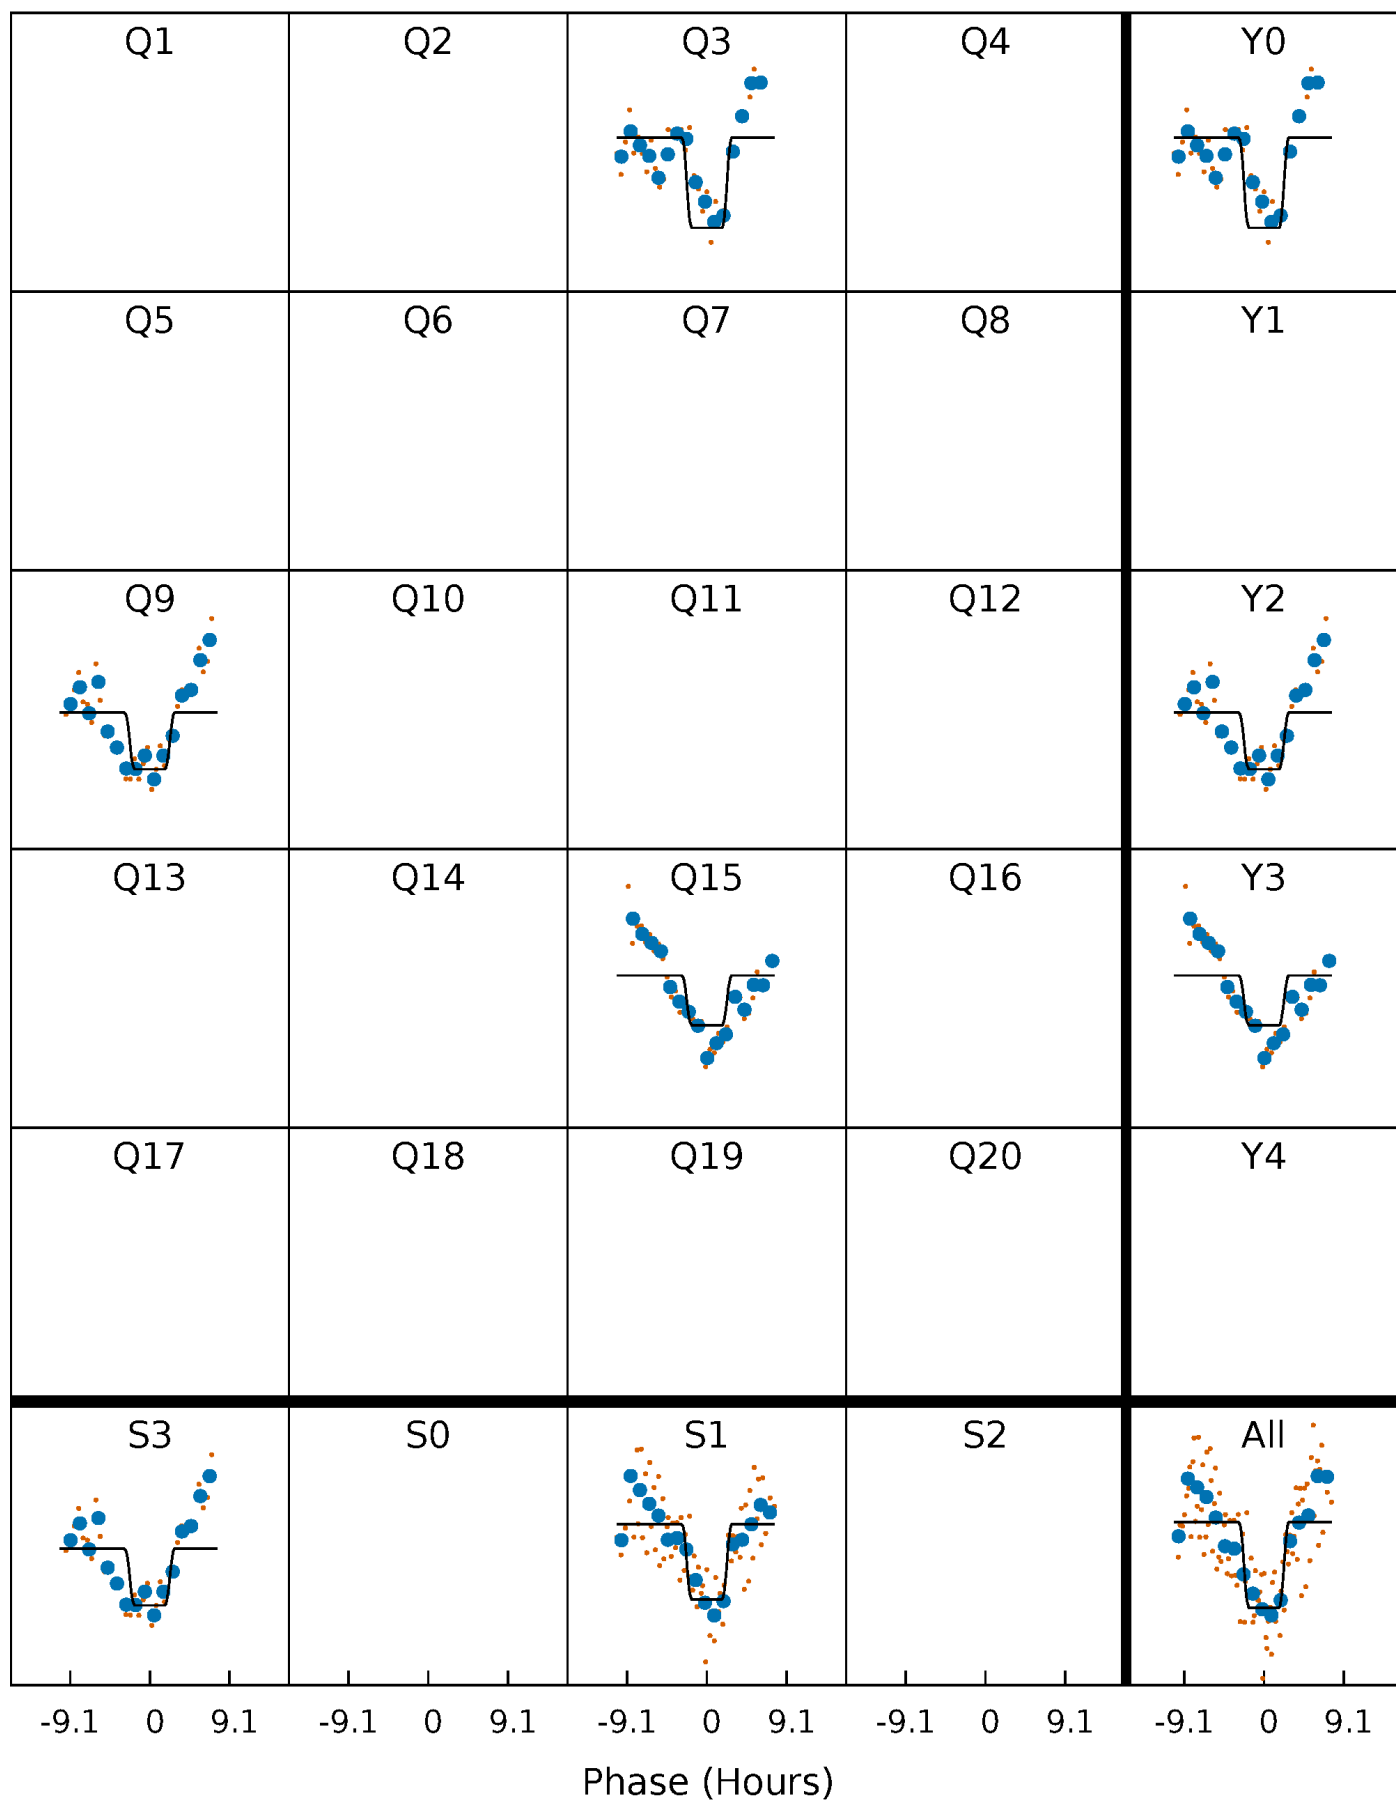 Q1 Q2 Q3 Q4 Y0
Q5 Q6 Q7 Q8 Y1
Q9 Q10 Q11 Q12 Y2
Q13 Q14 Q15 Q16 Y3
Q17 Q18 Q19 Q20 Y4
S3 S0 S1 S2 All
-9.1 0 9.1 -9.1 0 9.1 -9.1 0 9.1 -9.1 0 9.1 -9.1 0 9.1
Phase (Hours)